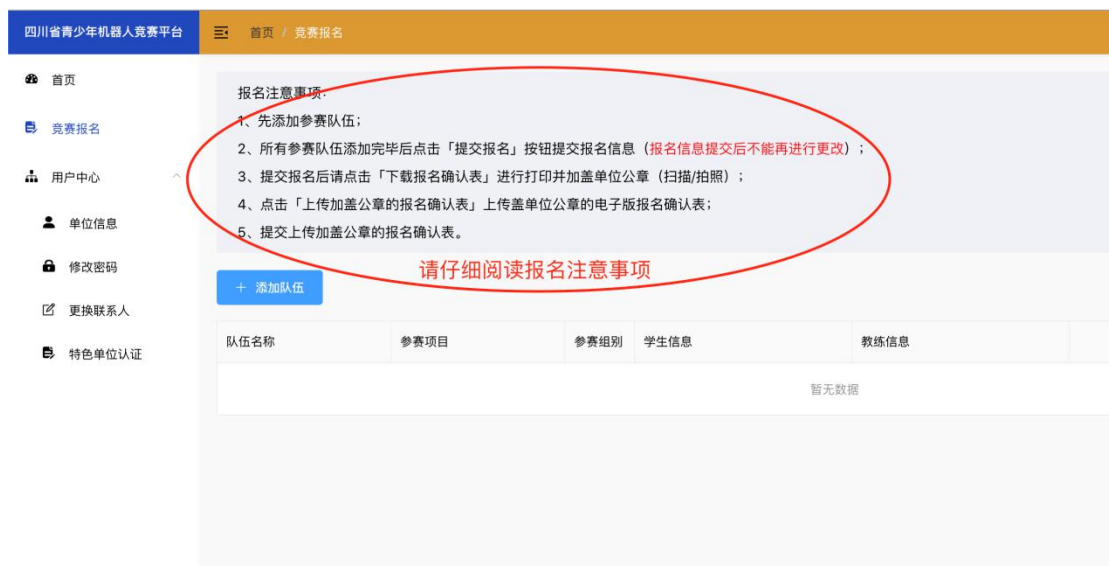 四川省青少年机器人竞赛平台
首页 / 竞赛报名
首页
竞赛报名
用户中心
单位信息
修改密码
更换联系人
特色单位认证
报名注意事项:
1、先添加参赛队伍;
2、所有参赛队伍添加完毕后点击「提交报名」按钮提交报名信息（报名信息提交后不能再进行更改）;
3、提交报名后请点击「下载报名确认表」进行打印并加盖单位公章（扫描/拍照）;
4、点击「上传加盖公章的报名确认表」上传盖单位公章的电子版报名确认表;
5、提交上传加盖公章的报名确认表。
请仔细阅读报名注意事项
+ 添加队伍
队伍名称 参赛项目 参赛组别 学生信息 教练信息
暂无数据